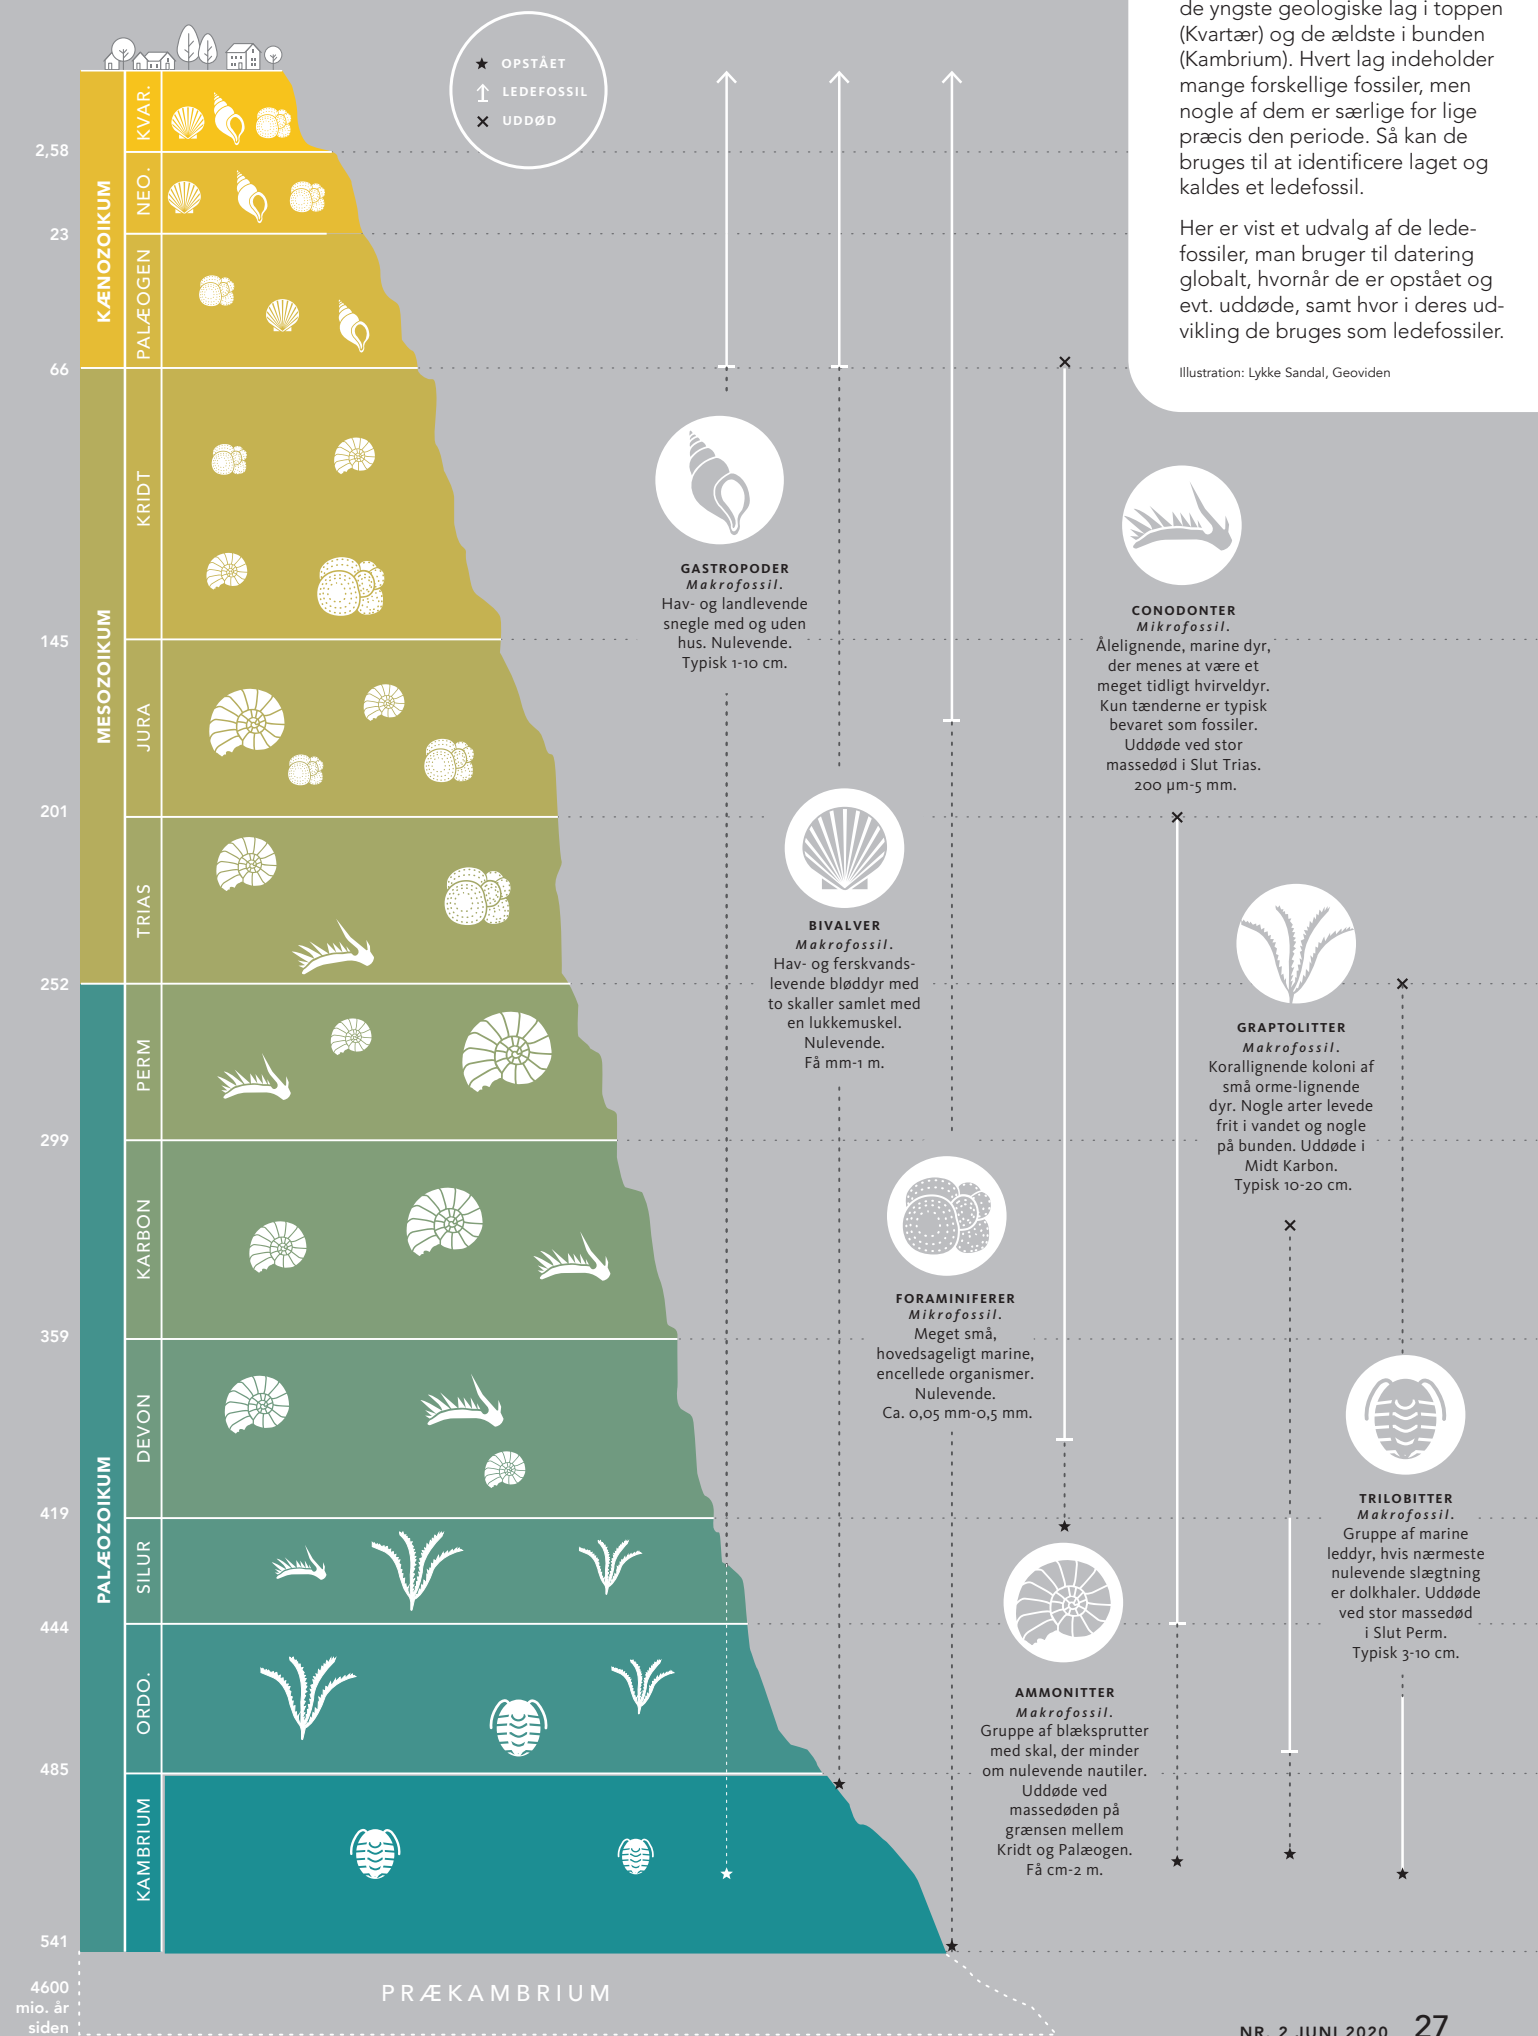 de yngste geologiske lag i toppen
(Kvartær) og de ældste i bunden
(Kambrium). Hvert lag indeholder
mange forskellige fossiler, men
nogle af dem er særlige for lige
præcis den periode. Så kan de
bruges til at identificere laget og
kaldes et ledefossil.
Her er vist et udvalg af de lede-
fossiler, man bruger til datering
globalt, hvornår de er opstået og
evt. uddøde, samt hvor i deres ud-
vikling de bruges som ledefossiler.
Illustration: Lykke Sandal, Geoviden
OPSTÅET
LEDEFOSSIL
UDDØD
KÆNOZOIKUM
MESOZOIKUM
PALÆOZOIKUM
KVAR.
2,58
NEO.
23
PALÆOGEN
66
KRIDT
145
JURA
201
TRIAS
252
PERM
299
KARBON
359
DEVON
419
SILUR
444
ORDO.
485
KAMBRIUM
541
4600
mio. år
siden
PRÆKAMBRIUM
GASTROPODER
Makrofossil.
Hav- og landlevende
snegle med og uden
hus. Nulevende.
Typisk 1-10 cm.
CONODONTER
Mikrofossil.
Ålelignende, marine dyr,
der menes at være et
meget tidligt hvirveldyr.
Kun tænderne er typisk
bevaret som fossiler.
Uddøde ved stor
massedød i Slut Trias.
200 µm-5 mm.
BIVALVER
Makrofossil.
Hav- og ferskvands-
levende bløddyr med
to skaller samlet med
en lukkemuskel.
Nulevende.
Få mm-1 m.
GRAPTOLITTER
Makrofossil.
Korallignende koloni af
små orme-lignende
dyr. Nogle arter levede
frit i vandet og nogle
på bunden. Uddøde i
Midt Karbon.
Typisk 10-20 cm.
FORAMINIFERER
Mikrofossil.
Meget små,
hovedsageligt marine,
encellede organismer.
Nulevende.
Ca. 0,05 mm-0,5 mm.
TRILOBITTER
Makrofossil.
Gruppe af marine
leddyr, hvis nærmeste
nulevende slægtning
er dolkhaler. Uddøde
ved stor massedød
i Slut Perm.
Typisk 3-10 cm.
AMMONITTER
Makrofossil.
Gruppe af blæksprutter
med skal, der minder
om nulevende nautiler.
Uddøde ved
massedøden på
grænsen mellem
Kridt og Palæogen.
Få cm-2 m.
NR. 2 JUNI 2020 27